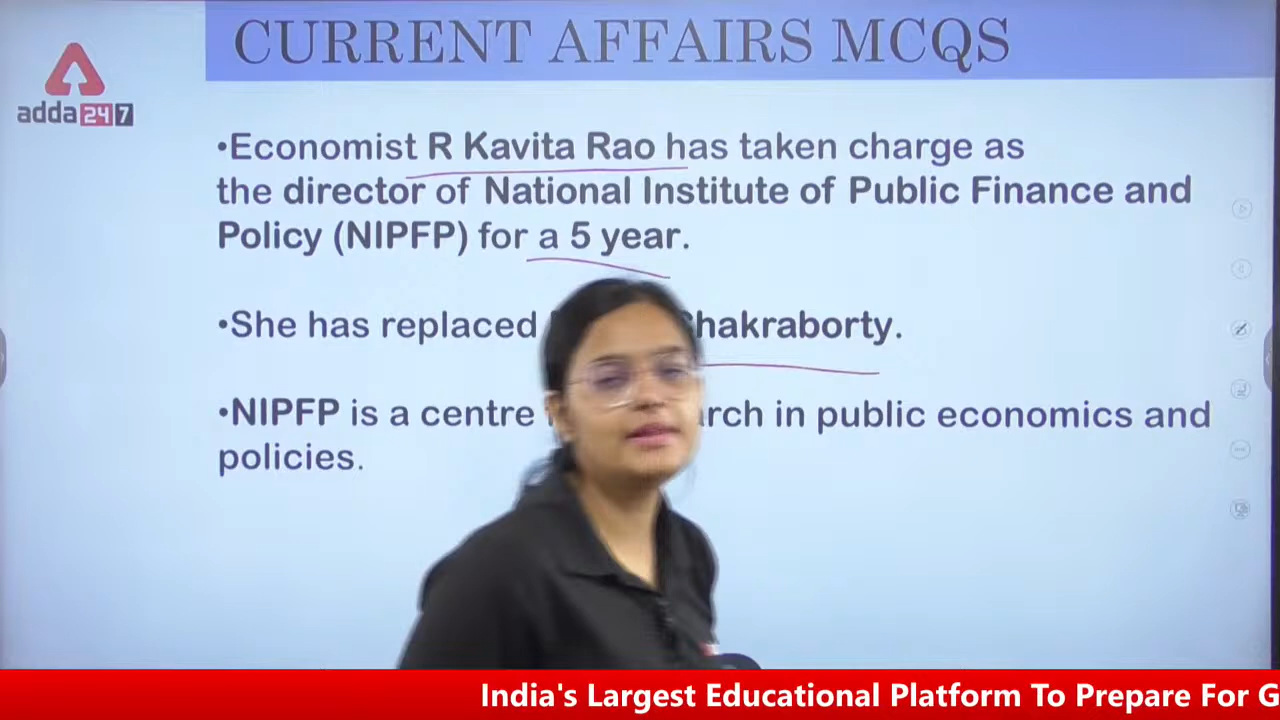 CURRENT AFFAIRS MCQS
adda247
•Economist R Kavita Rao has taken charge as
the director of National Institute of Public Finance and
Policy (NIPFP) for a 5 year.
•She has replaced hakraborty.
•NIPFP is a centre rch in public economics and
policies.
India's Largest Educational Platform To Prepare For G